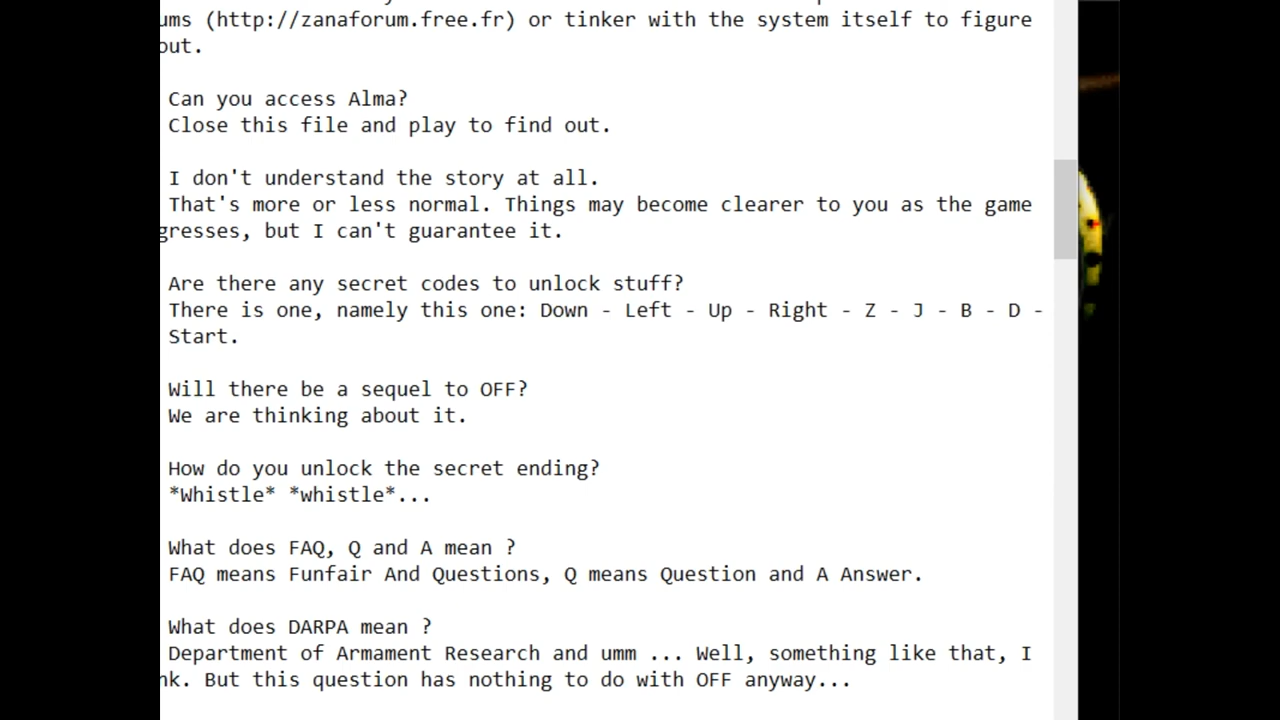 ums (http://zanaforum.free.fr) or tinker with the system itself to figure
out.
Can you access Alma?
Close this file and play to find out.
I don't understand the story at all.
That's more or less normal. Things may become clearer to you as the game
gresses, but I can't guarantee it.
Are there any secret codes to unlock stuff?
There is one, namely this one: Down - Left - Up - Right - Z - J - B - D -
Start.
Will there be a sequel to OFF?
We are thinking about it.
How do you unlock the secret ending?
*Whistle* *whistle*...
What does FAQ, Q and A mean ?
FAQ means Funfair And Questions, Q means Question and A Answer.
What does DARPA mean ?
Department of Armament Research and umm ... Well, something like that, I
nk. But this question has nothing to do with OFF anyway...